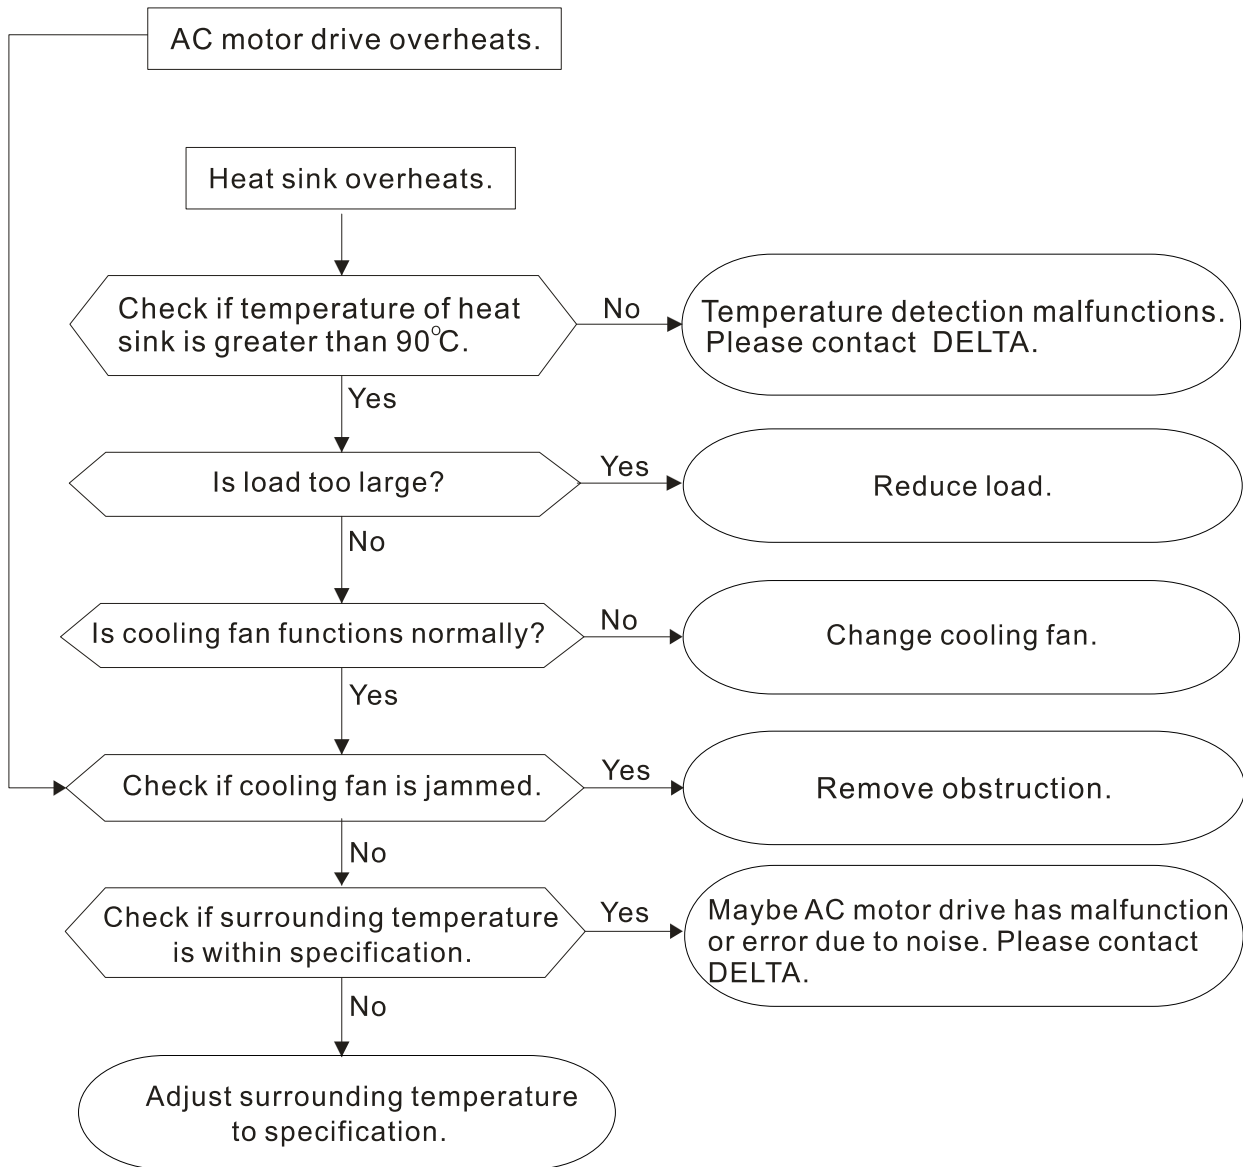 AC motor drive overheats.
Heat sink overheats.
Check if temperature of heat
sink is greater than 90°C.
No
Temperature detection malfunctions.
Please contact DELTA.
Yes
Is load too large?
Yes
Reduce load.
No
Is cooling fan functions normally?
No
Change cooling fan.
Yes
Check if cooling fan is jammed.
Yes
Remove obstruction.
No
Check if surrounding temperature
is within specification.
Yes
Maybe AC motor drive has malfunction
or error due to noise. Please contact
DELTA.
No
Adjust surrounding temperature
to specification.